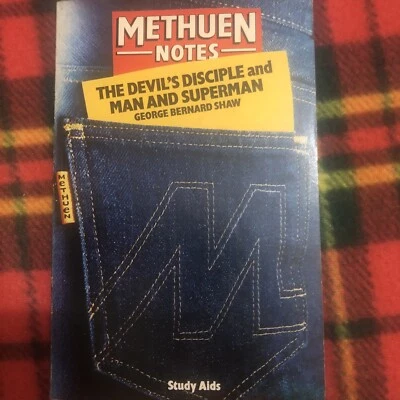 METHUEN
NOTES
THE DEVIL'S DISCIPLE and
MAN AND SUPERMAN
GEORGE BERNARD SHAW
METHUEN
M
Study Aids